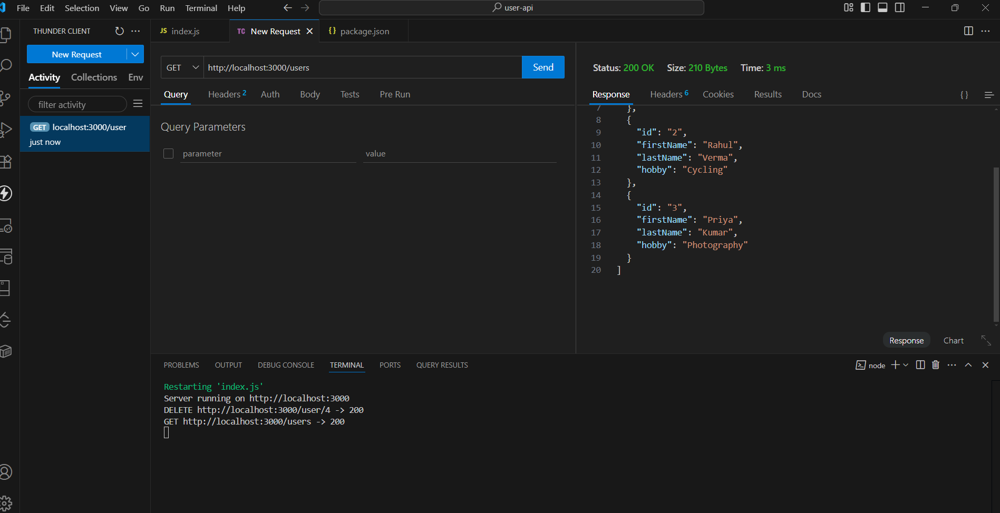 File Edit Selection View Go Run Terminal Help
user-api
THUNDER CLIENT
New Request
Activity Collections Env
filter activity
GET localhost:3000/user
just now
JS index.js
TC New Request
{} package.json
GET http://localhost:3000/users Send
Query Headers 2 Auth Body Tests Pre Run
Query Parameters
parameter value
Status: 200 OK Size: 210 Bytes Time: 3 ms
Response Headers 6 Cookies Results Docs { }
7 },
8 {
9 "id": "2",
10 "firstName": "Rahul",
11 "lastName": "Verma",
12 "hobby": "Cycling"
13 },
14 {
15 "id": "3",
16 "firstName": "Priya",
17 "lastName": "Kumar",
18 "hobby": "Photography"
19 }
20 ]
Response Chart
PROBLEMS OUTPUT DEBUG CONSOLE TERMINAL PORTS QUERY RESULTS
node
Restarting 'index.js'
Server running on http://localhost:3000
DELETE http://localhost:3000/user/4 -> 200
GET http://localhost:3000/users -> 200